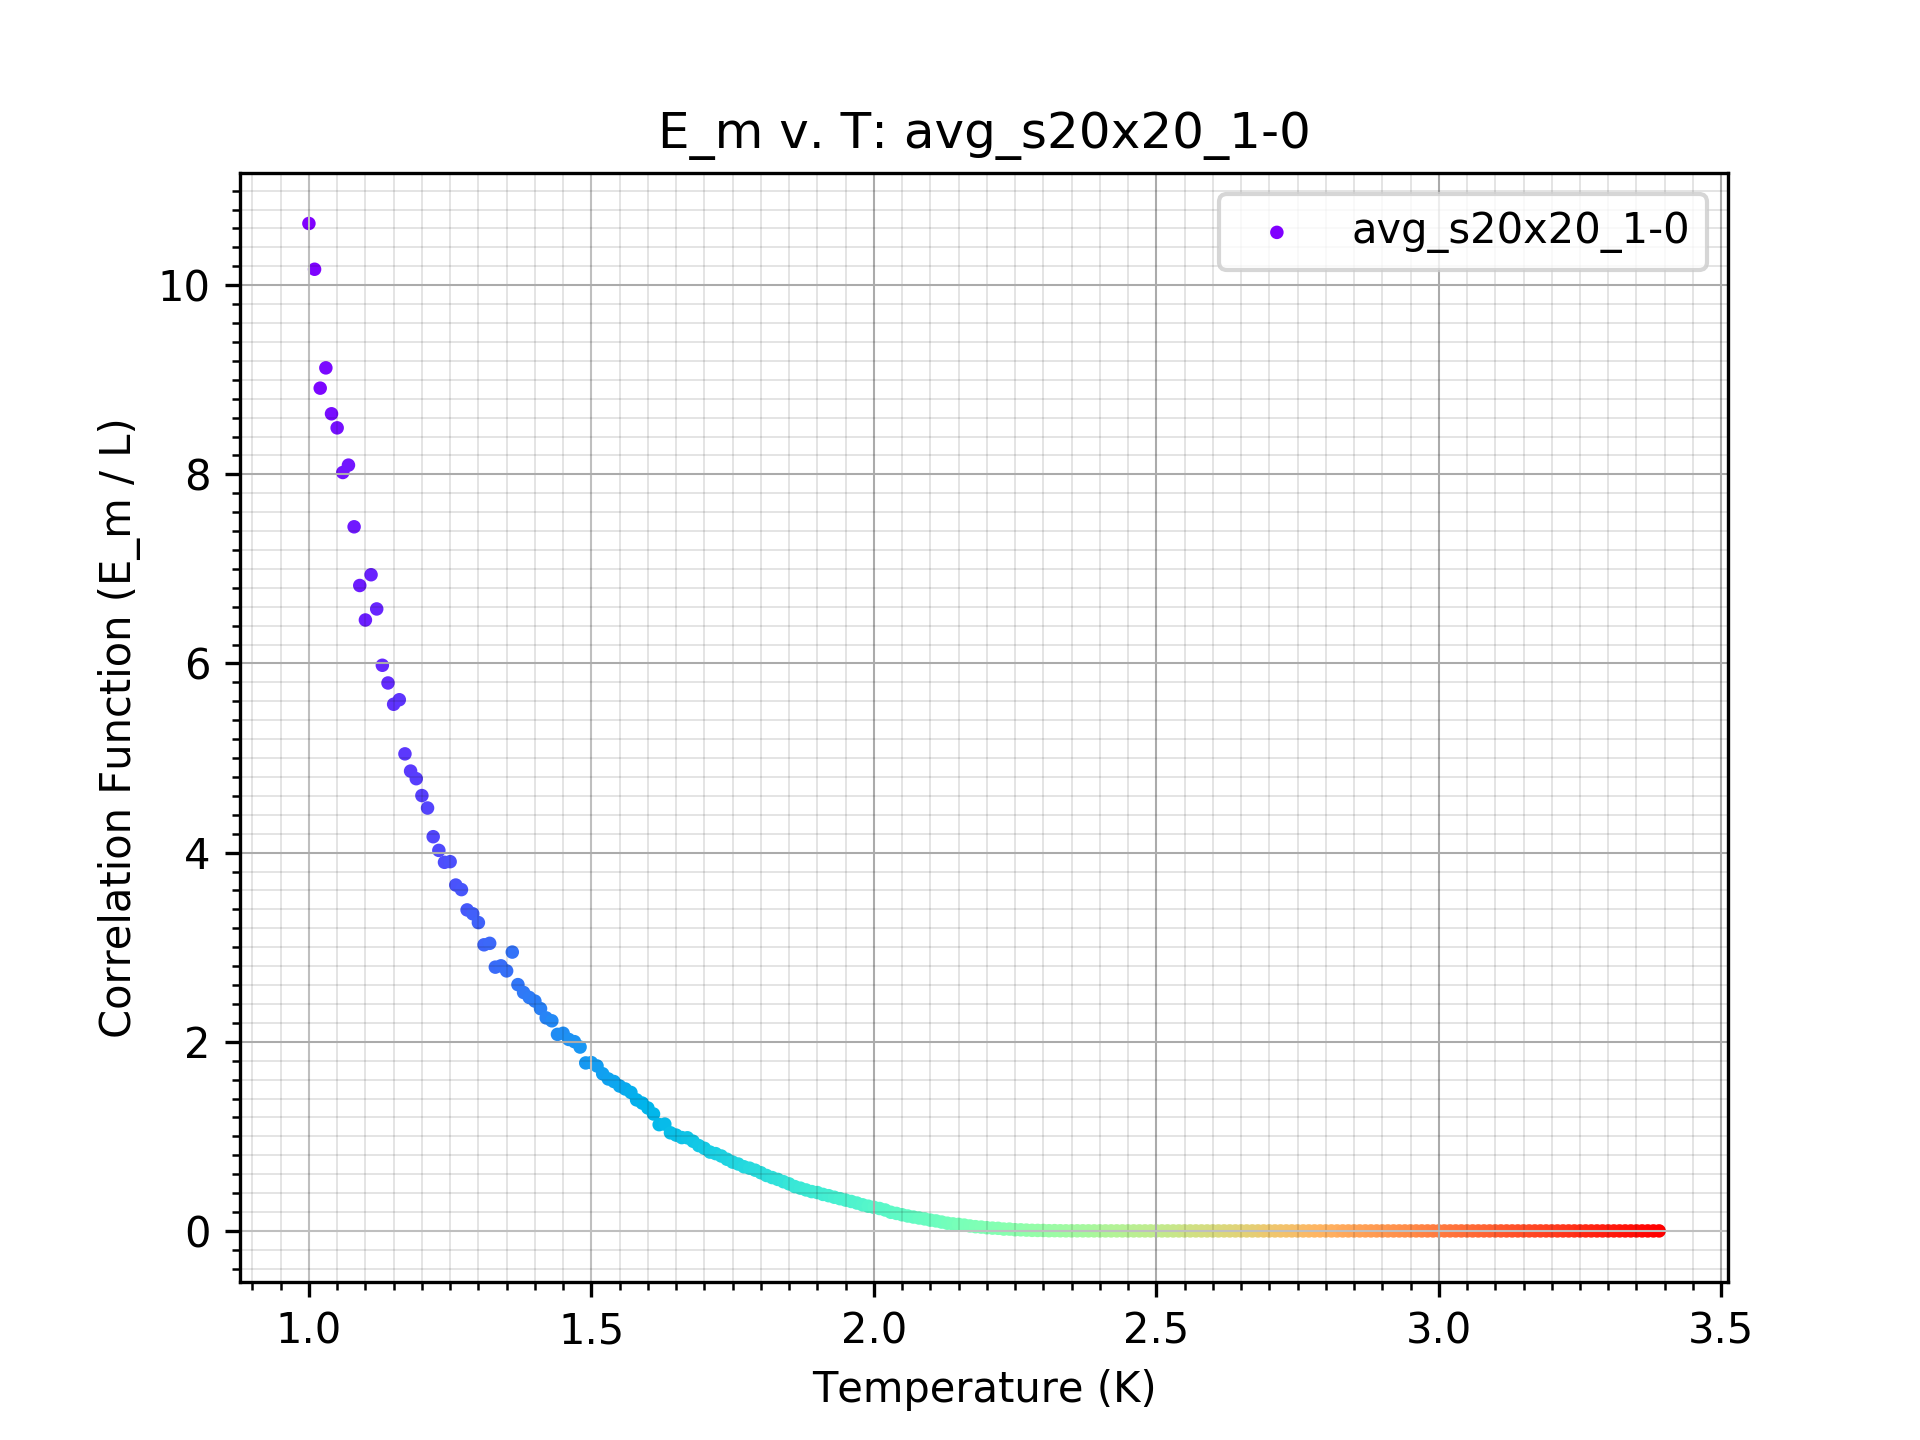 E_m v. T: avg_s20x20_1-0
avg_s20x20_1-0
Correlation Function (E_m / L)
10
8
6
4
2
0
1.0 1.5 2.0 2.5 3.0 3.5
Temperature (K)